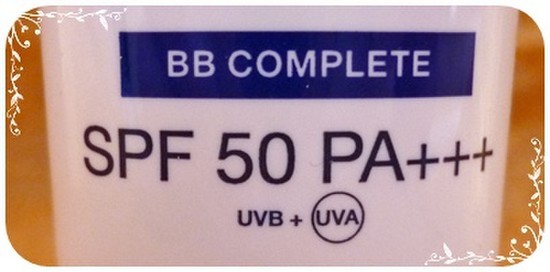 BB COMPLETE
SPF 50 PA+++
UVB + UVA